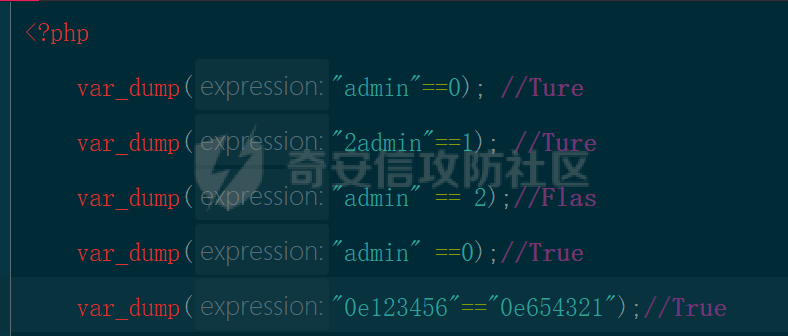 <?php
var_dump(expression:"admin"==0); //Ture
var_dump(expression:"2admin"==1); //Ture
奇安信攻防社区
var_dump(expression:"admin" == 2);//Flas
var_dump(expression:"admin" ==0);//True
var_dump(expression:"0e123456"=="0e654321");//True